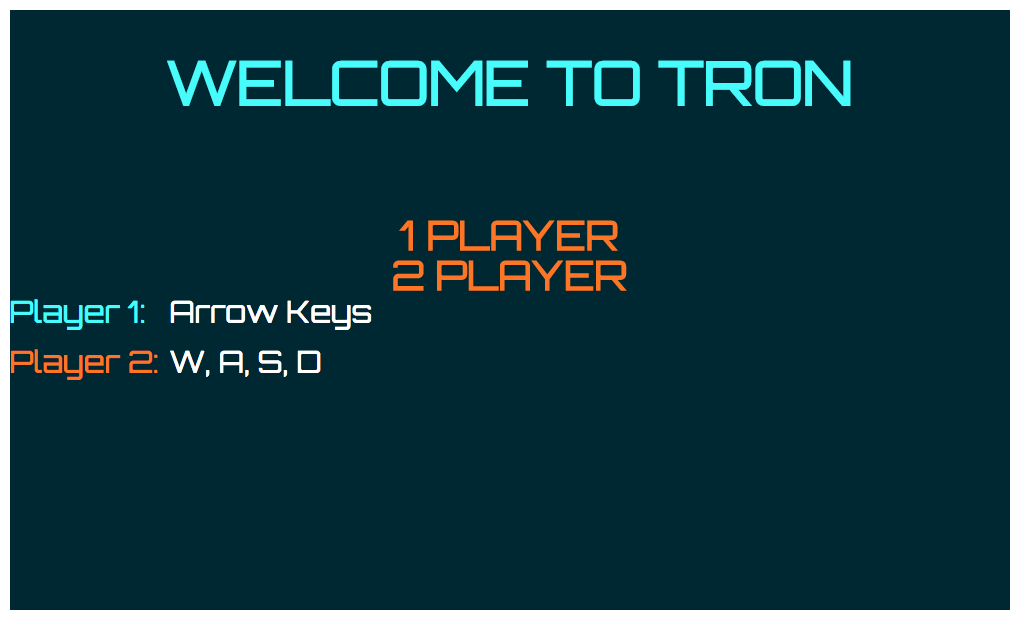 WELCOME TO TRON
1 PLAYER
2 PLAYER
Player 1: Arrow Keys
Player 2: W, A, S, D